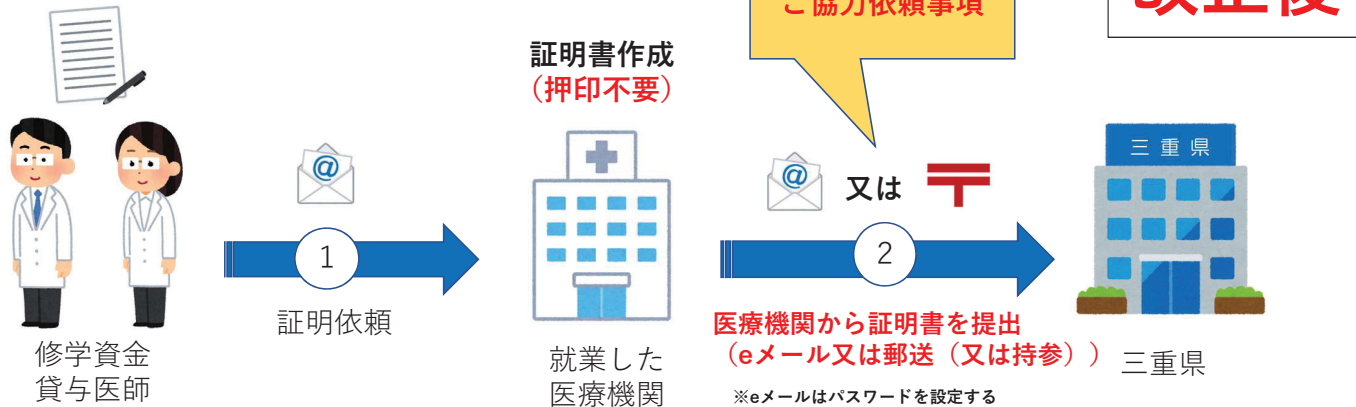 ご協力依頼事項
改正後
証明書作成
（押印不要）
三重県
又は
1
2
証明依頼
医療機関から証明書を提出
（eメール又は郵送（又は持参））
※eメールはパスワードを設定する
修学資金
貸与医師
就業した
医療機関
三重県